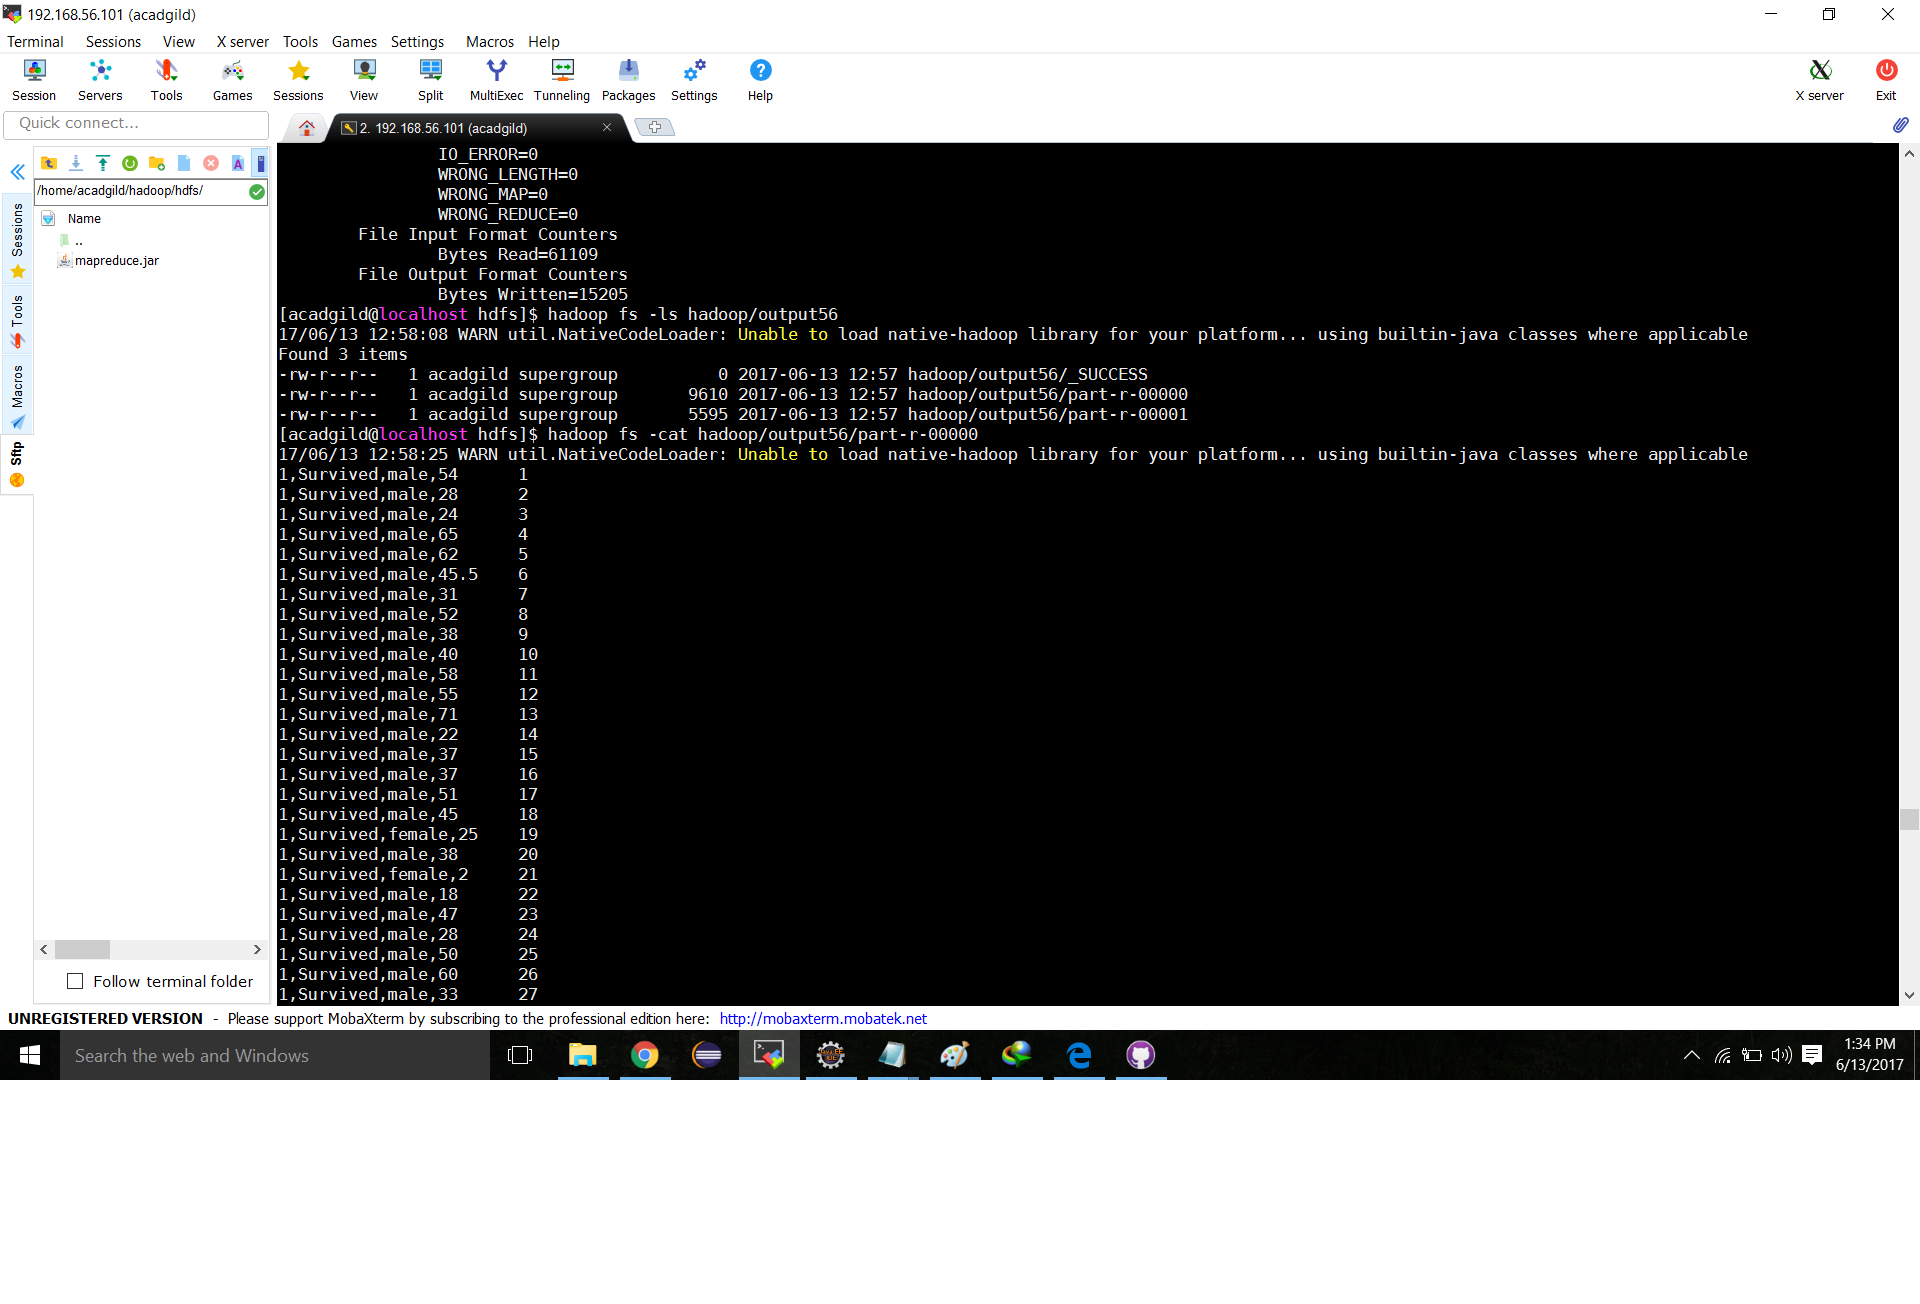 192.168.56.101 (acadgild)
Terminal Sessions View X server Tools Games Settings Macros Help
Session Servers Tools Games Sessions View Split MultiExec Tunneling Packages Settings Help X server Exit
Quick connect...
2. 192.168.56.101 (acadgild)
/home/acadgild/hadoop/hdfs/
Name
..
mapreduce.jar
Sessions
Tools
Macros
Sftp
Follow terminal folder
IO_ERROR=0
WRONG_LENGTH=0
WRONG_MAP=0
WRONG_REDUCE=0
File Input Format Counters
Bytes Read=61109
File Output Format Counters
Bytes Written=15205
[acadgild@localhost hdfs]$ hadoop fs -ls hadoop/output56
17/06/13 12:58:08 WARN util.NativeCodeLoader: Unable to load native-hadoop library for your platform... using builtin-java classes where applicable
Found 3 items
-rw-r--r-- 1 acadgild supergroup 0 2017-06-13 12:57 hadoop/output56/_SUCCESS
-rw-r--r-- 1 acadgild supergroup 9610 2017-06-13 12:57 hadoop/output56/part-r-00000
-rw-r--r-- 1 acadgild supergroup 5595 2017-06-13 12:57 hadoop/output56/part-r-00001
[acadgild@localhost hdfs]$ hadoop fs -cat hadoop/output56/part-r-00000
17/06/13 12:58:25 WARN util.NativeCodeLoader: Unable to load native-hadoop library for your platform... using builtin-java classes where applicable
1,Survived,male,54 1
1,Survived,male,28 2
1,Survived,male,24 3
1,Survived,male,65 4
1,Survived,male,62 5
1,Survived,male,45.5 6
1,Survived,male,31 7
1,Survived,male,52 8
1,Survived,male,38 9
1,Survived,male,40 10
1,Survived,male,58 11
1,Survived,male,55 12
1,Survived,male,71 13
1,Survived,male,22 14
1,Survived,male,37 15
1,Survived,male,37 16
1,Survived,male,51 17
1,Survived,male,45 18
1,Survived,female,25 19
1,Survived,male,38 20
1,Survived,female,2 21
1,Survived,male,18 22
1,Survived,male,47 23
1,Survived,male,28 24
1,Survived,male,50 25
1,Survived,male,60 26
1,Survived,male,33 27
UNREGISTERED VERSION - Please support MobaXterm by subscribing to the professional edition here: http://mobaxterm.mobatek.net
Search the web and Windows
1:34 PM
6/13/2017